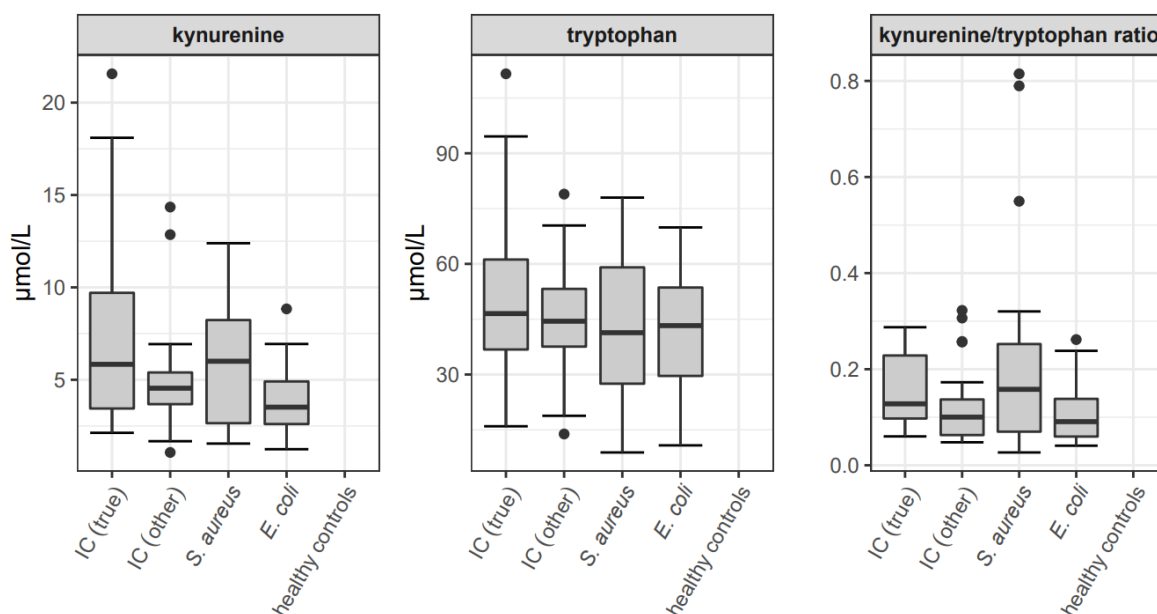 kynurenine
tryptophan
kynurenine/tryptophan ratio
µmol/L
20
15
10
5
IC (true)
IC (other)
S. aureus
E. coli
healthy controls
µmol/L
90
60
30
IC (true)
IC (other)
S. aureus
E. coli
healthy controls
0.8
0.6
0.4
0.2
0.0
IC (true)
IC (other)
S. aureus
E. coli
healthy controls